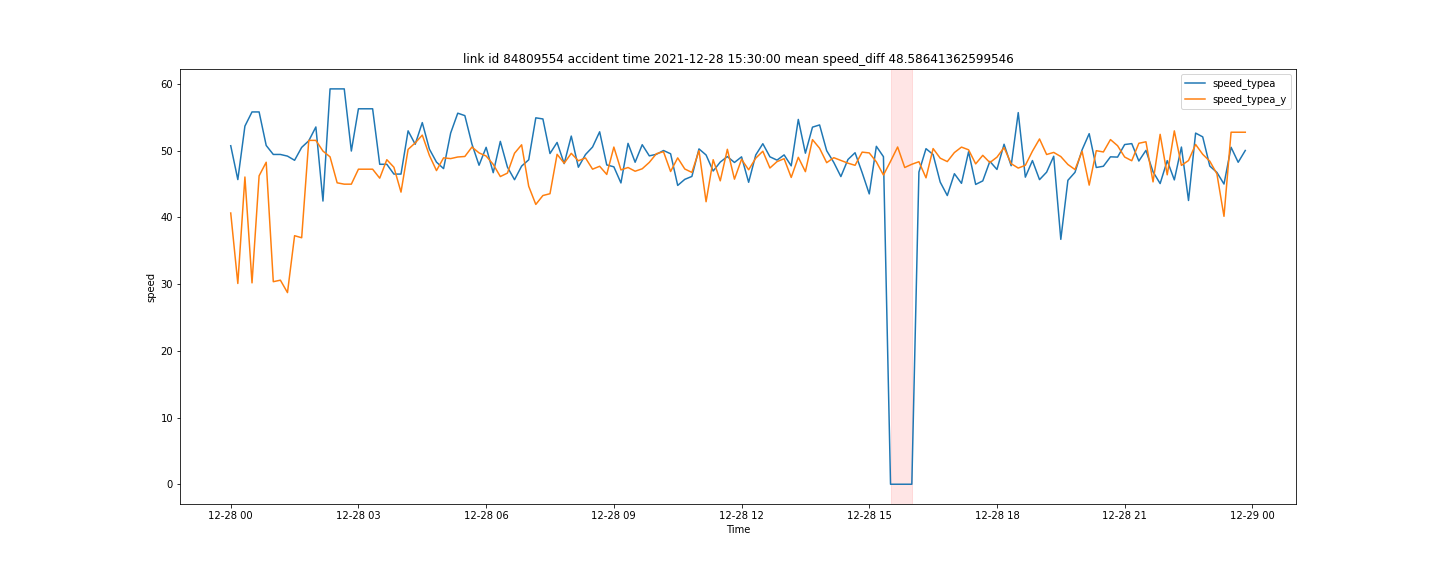 link id 84809554 accident time 2021-12-28 15:30:00 mean speed_diff 48.58641362599546
speed_typea
speed_typea_y
60
50
40
30
20
10
0
speed
12-28 00 12-28 03 12-28 06 12-28 09 12-28 12 12-28 15 12-28 18 12-28 21 12-29 00
Time